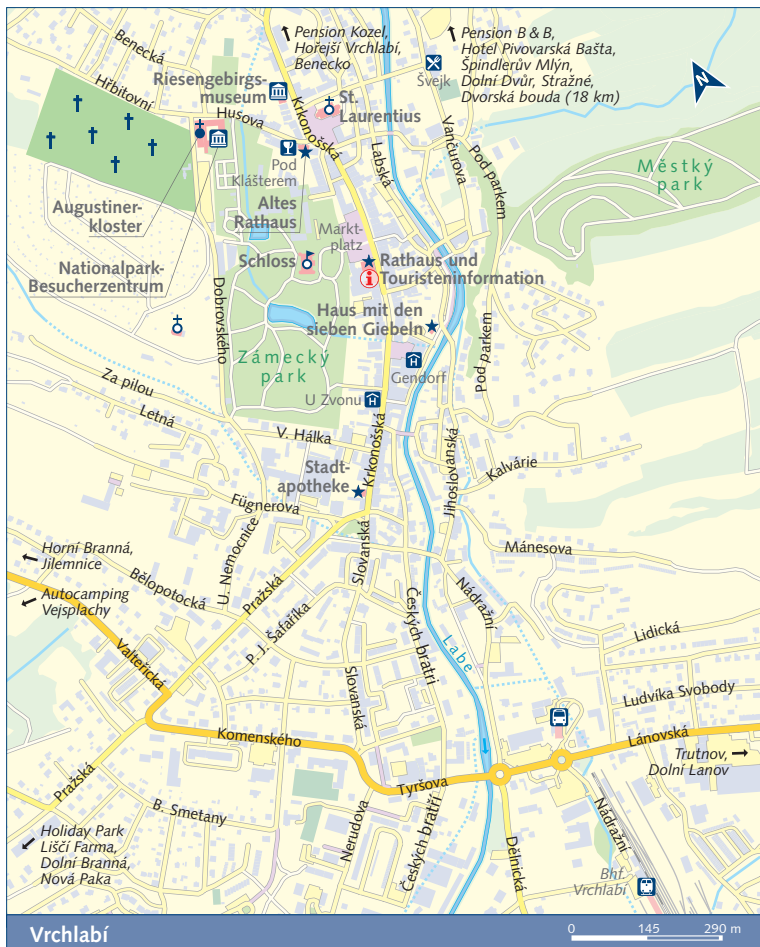 Pension Kozel,
Hořejší Vrchlabí,
Benecko
Pension B & B,
Hotel Pivovarská Bašta,
Špindlerův Mlýn,
Dolní Dvůr, Stražné,
Dvorská bouda (18 km)
N
Benecká
Hřbitovní
Riesengebirgs-
museum
St.
Laurentius
Švejk
Husova
Krkonošská
Labská
Vančurova
Pod parkem
Městký
park
Pod
Klášterem
Altes
Rathaus
Augustiner-
kloster
Markt-
platz
Nationalpark-
Besucherzentrum
Schloss
Rathaus und
Touristeninformation
i
Haus mit den
sieben Giebeln
Dobrovského
Zámecký
park
Pod parkem
Gendorf
Za pilou
Letná
U Zvonu
V. Hálka
Krkonošská
Jihoslovanská
Kalvárie
Stadt-
apotheke
Fügnerova
U. Nemocnice
Slovanská
Mánesova
Horní Branná,
Jilemnice
Bělopotocká
Pražská
Autocamping
Vejsplachy
P. J. Šafaříka
Českých bratří
Nádražní
Labe
Lidická
Valteřická
Slovanská
Ludvíka Svobody
Komenského
Lánovská
Trutnov,
Dolní Lanov
Pražská
Tyršova
B. Smetany
Nerudova
Českých bratří
Dělnická
Nádražní
Holiday Park
Liščí Farma,
Dolní Branná,
Nová Paka
Bhf.
Vrchlabí
Vrchlabí
0 145 290 m